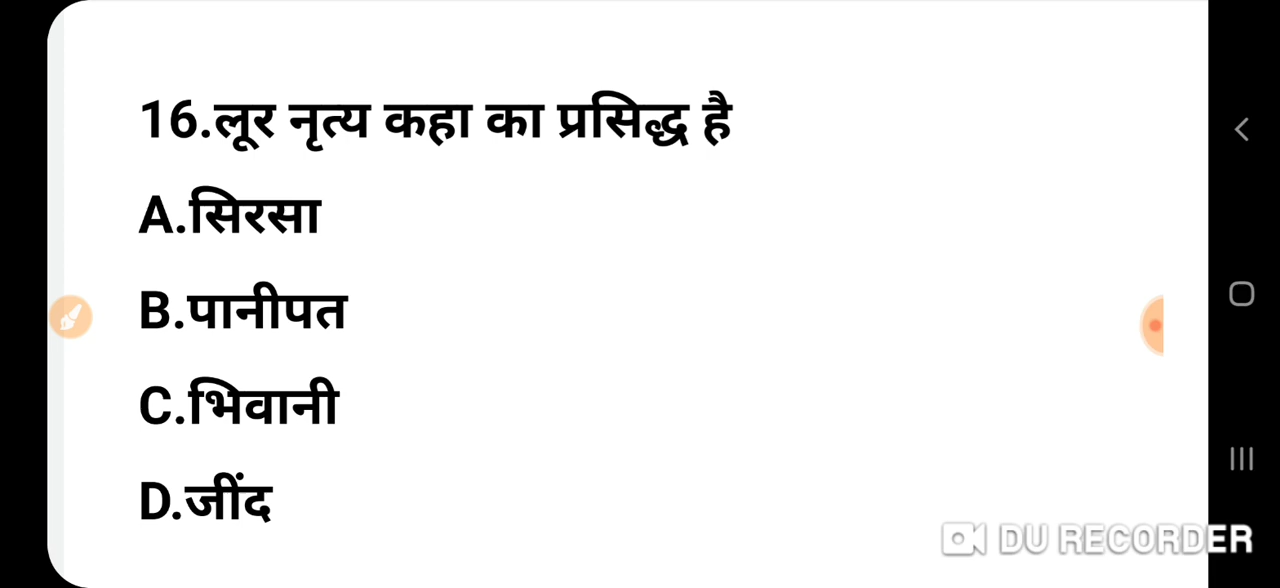 16.लूर नृत्य कहा का प्रसिद्ध है
A.सिरसा
B.पानीपत
C.भिवानी
D.जींद
DU RECORDER